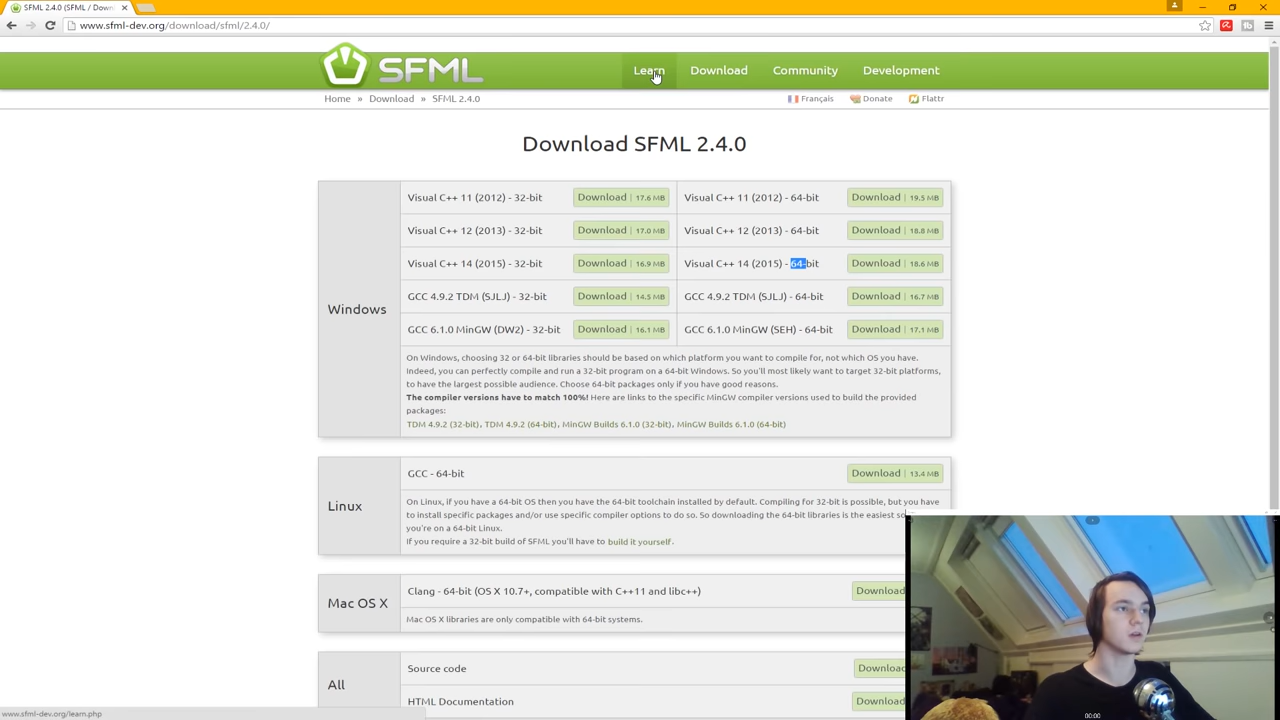 SFML 2.4.0 (SFML / Down
www.sfml-dev.org/download/sfml/2.4.0/
SFML
Learn
Download
Community
Development
Home » Download » SFML 2.4.0
Français
Donate
Flattr
Download SFML 2.4.0
Windows
Visual C++ 11 (2012) - 32-bit Download | 17.6 MB Visual C++ 11 (2012) - 64-bit Download | 19.5 MB
Visual C++ 12 (2013) - 32-bit Download | 17.0 MB Visual C++ 12 (2013) - 64-bit Download | 18.8 MB
Visual C++ 14 (2015) - 32-bit Download | 16.9 MB Visual C++ 14 (2015) - 64-bit Download | 18.6 MB
GCC 4.9.2 TDM (SJLJ) - 32-bit Download | 14.5 MB GCC 4.9.2 TDM (SJLJ) - 64-bit Download | 16.7 MB
GCC 6.1.0 MinGW (DW2) - 32-bit Download | 16.1 MB GCC 6.1.0 MinGW (SEH) - 64-bit Download | 17.1 MB
On Windows, choosing 32 or 64-bit libraries should be based on which platform you want to compile for, not which OS you have.
Indeed, you can perfectly compile and run a 32-bit program on a 64-bit Windows. So you'll most likely want to target 32-bit platforms,
to have the largest possible audience. Choose 64-bit packages only if you have good reasons.
The compiler versions have to match 100%! Here are links to the specific MinGW compiler versions used to build the provided
packages:
TDM 4.9.2 (32-bit), TDM 4.9.2 (64-bit), MinGW Builds 6.1.0 (32-bit), MinGW Builds 6.1.0 (64-bit)
Linux
GCC - 64-bit Download | 13.4 MB
On Linux, if you have a 64-bit OS then you have the 64-bit toolchain installed by default. Compiling for 32-bit is possible, but you have
to install specific packages and/or use specific compiler options to do so. So downloading the 64-bit libraries is the easiest so
you're on a 64-bit Linux.
If you require a 32-bit build of SFML you'll have to build it yourself.
Mac OS X
Clang - 64-bit (OS X 10.7+, compatible with C++11 and libc++) Download
Mac OS X libraries are only compatible with 64-bit systems.
All
Source code Download
HTML Documentation Download
www.sfml-dev.org/learn.php
00:00